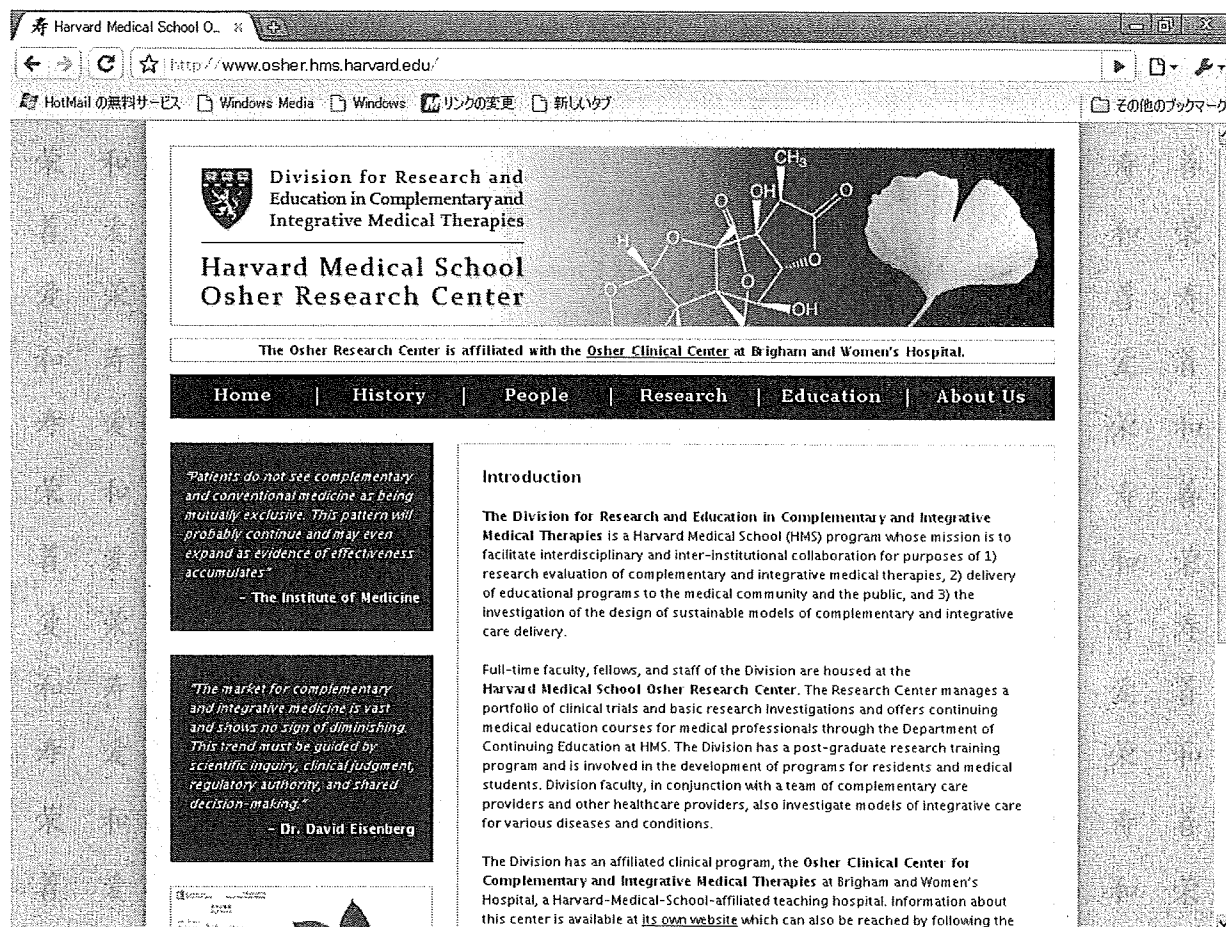 寿 Harvard Medical School O...
http://www.osher.hms.harvard.edu/
HotMail の無料サービス Windows Media Windows リンクの変更 新しいタブ その他のブックマーク
Division for Research and
Education in Complementary and
Integrative Medical Therapies
Harvard Medical School
Osher Research Center
CH3
OH
O
O
H
O
O
O
O
OH
The Osher Research Center is affiliated with the Osher Clinical Center at Brigham and Women's Hospital.
Home | History | People | Research | Education | About Us
"Patients do not see complementary
and conventional medicine as being
mutually exclusive. This pattern will
probably continue and may even
expand as evidence of effectiveness
accumulates"
– The Institute of Medicine
"The market for complementary
and integrative medicine is vast
and shows no sign of diminishing.
This trend must be guided by
scientific inquiry, clinical judgment,
regulatory authority, and shared
decision-making."
– Dr. David Eisenberg
Introduction
The Division for Research and Education in Complementary and Integrative
Medical Therapies is a Harvard Medical School (HMS) program whose mission is to
facilitate interdisciplinary and inter-institutional collaboration for purposes of 1)
research evaluation of complementary and integrative medical therapies, 2) delivery
of educational programs to the medical community and the public, and 3) the
investigation of the design of sustainable models of complementary and integrative
care delivery.
Full-time faculty, fellows, and staff of the Division are housed at the
Harvard Medical School Osher Research Center. The Research Center manages a
portfolio of clinical trials and basic research investigations and offers continuing
medical education courses for medical professionals through the Department of
Continuing Education at HMS. The Division has a post-graduate research training
program and is involved in the development of programs for residents and medical
students. Division faculty, in conjunction with a team of complementary care
providers and other healthcare providers, also investigate models of integrative care
for various diseases and conditions.
The Division has an affiliated clinical program, the Osher Clinical Center for
Complementary and Integrative Medical Therapies at Brigham and Women's
Hospital, a Harvard-Medical-School-affiliated teaching hospital. Information about
this center is available at its own website which can also be reached by following the